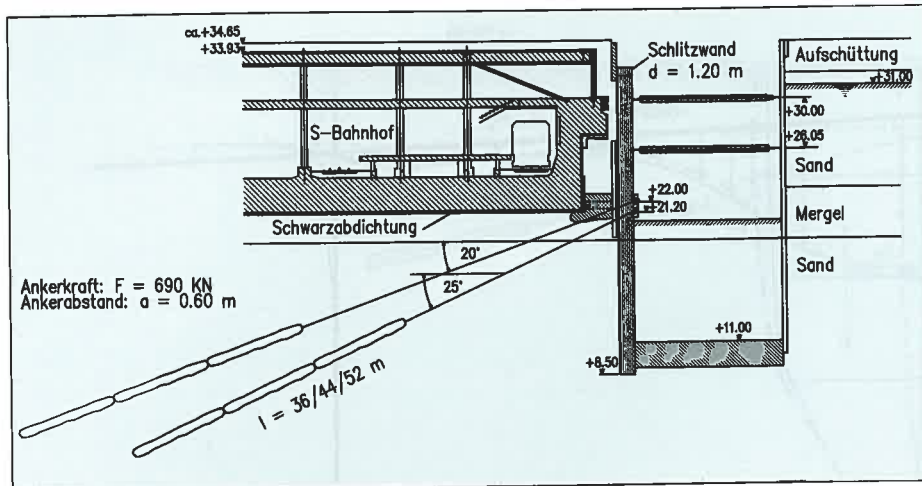 ca.+34.65
+33.93
Schlitzwand
d = 1.20 m
Aufschüttung
+31.00
+30.00
+26.05
Sand
S-Bahnhof
+22.00
+21.20
Mergel
Schwarzabdichtung
20°
Sand
Ankerkraft: F = 690 KN
Ankerabstand: a = 0.60 m
25°
+11.00
+8.50
l = 36/44/52 m